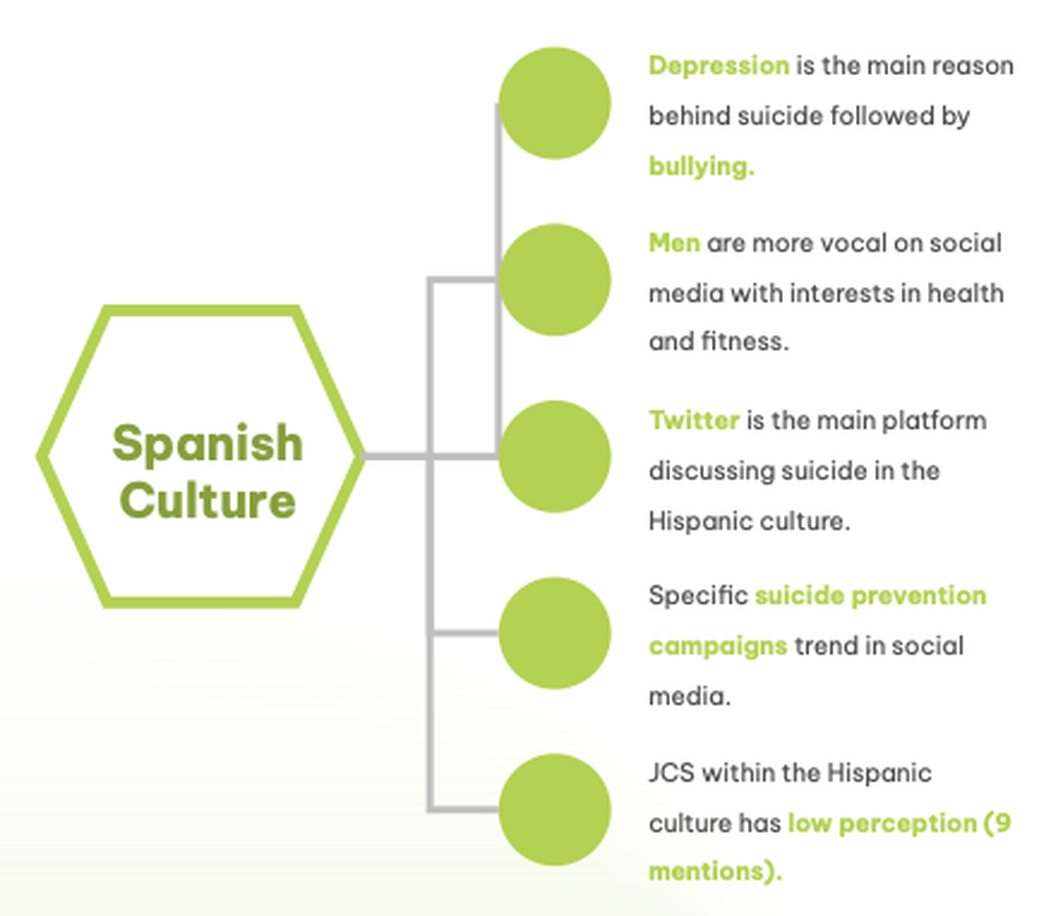 Spanish
Culture
Depression is the main reason
behind suicide followed by
bullying.
Men are more vocal on social
media with interests in health
and fitness.
Twitter is the main platform
discussing suicide in the
Hispanic culture.
Specific suicide prevention
campaigns trend in social
media.
JCS within the Hispanic
culture has low perception (9
mentions).